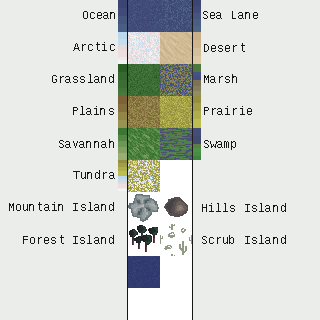 Ocean Sea Lane
Arctic Desert
Grassland Marsh
Plains Prairie
Savannah Swamp
Tundra
Mountain Island Hills Island
Forest Island Scrub Island